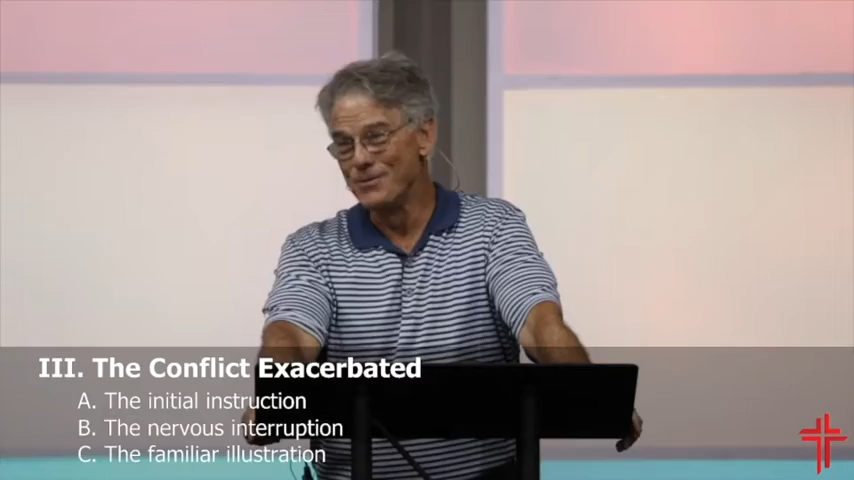 III. The Conflict Exacerbated
A. The initial instruction
B. The nervous interruption
C. The familiar illustration